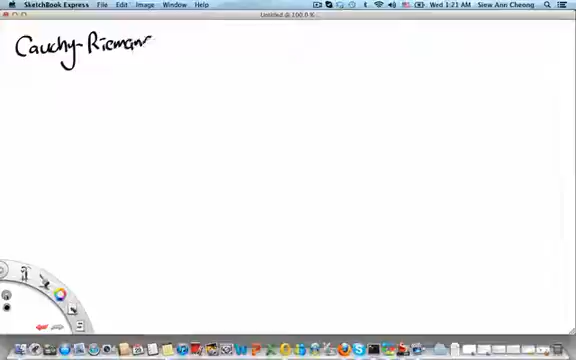 SketchBook Express File Edit Image Window Help Wed 1:21 AM Siew Ann Cheong
Untitled @ 100.0 %
Cauchy-Rieman